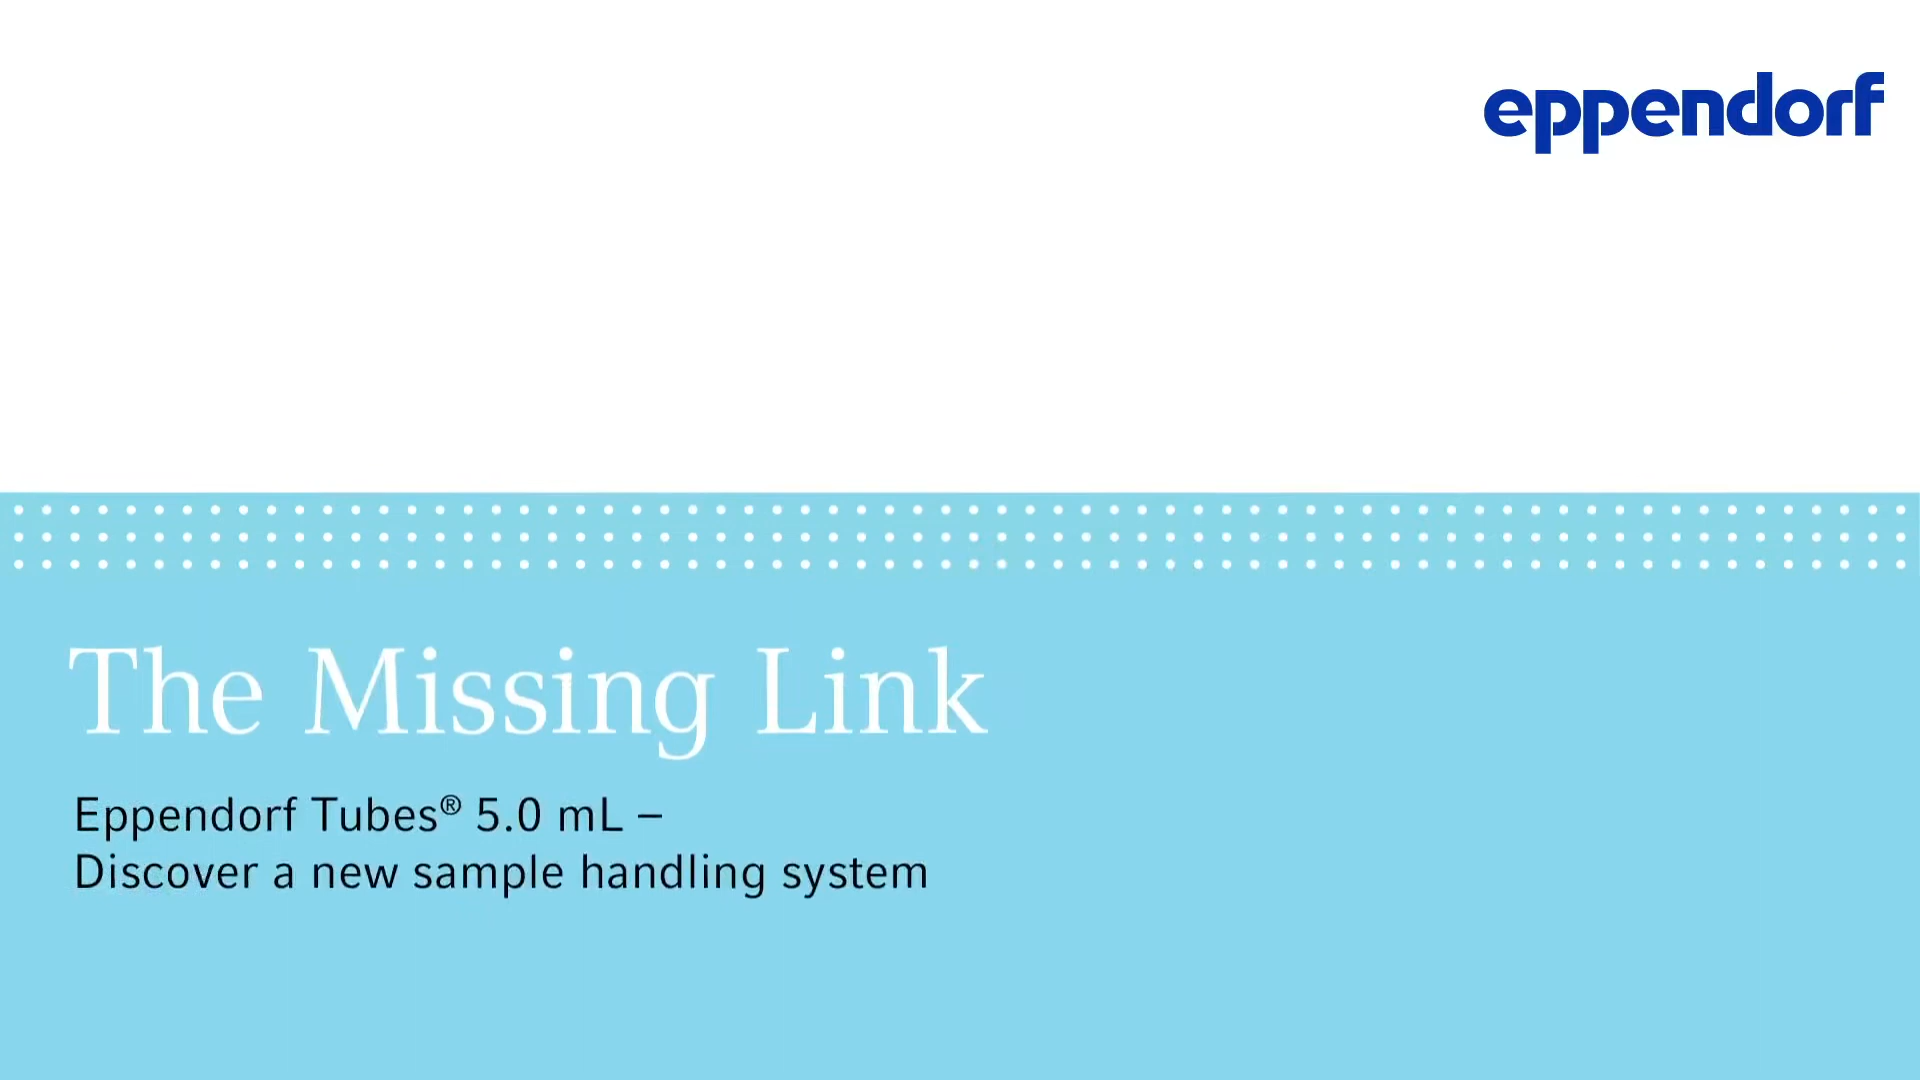 eppendorf
The Missing Link
Eppendorf Tubes® 5.0 mL –
Discover a new sample handling system